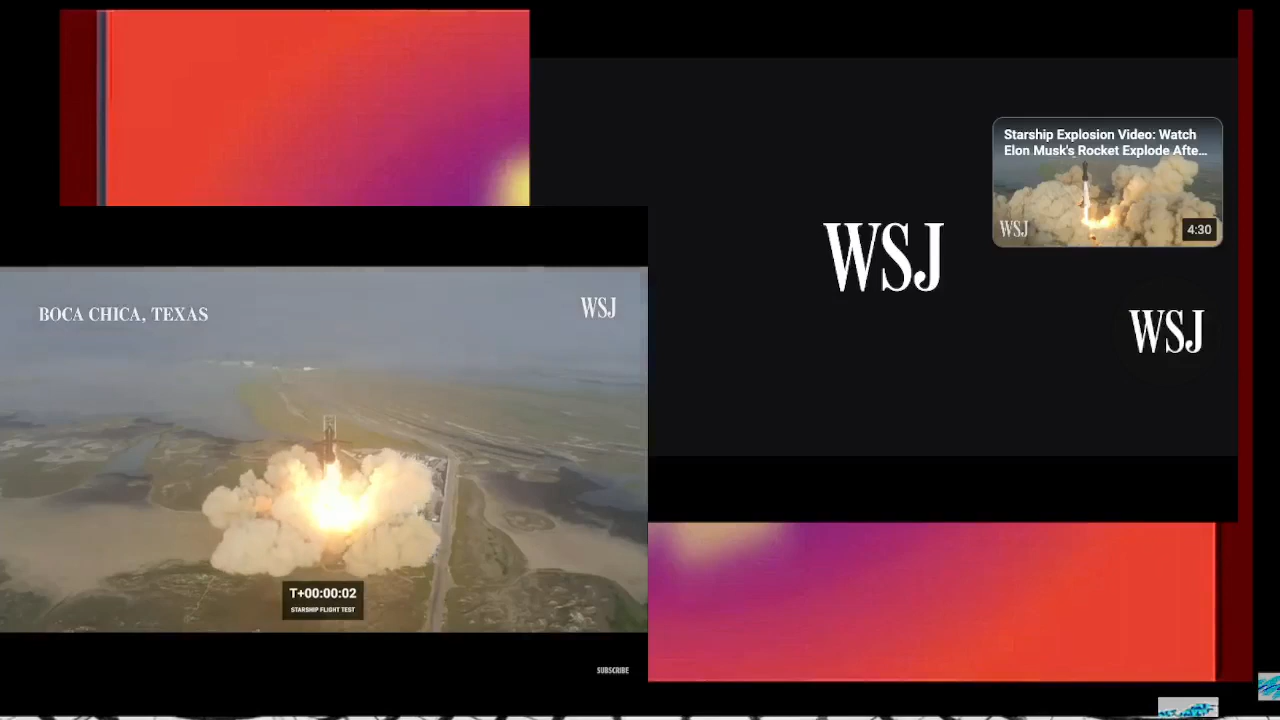 Starship Explosion Video: Watch
Elon Musk's Rocket Explode Afte...
WSJ
4:30
WSJ
WSJ
BOCA CHICA, TEXAS
WSJ
T+00:00:02
STARSHIP FLIGHT TEST
SUBSCRIBE